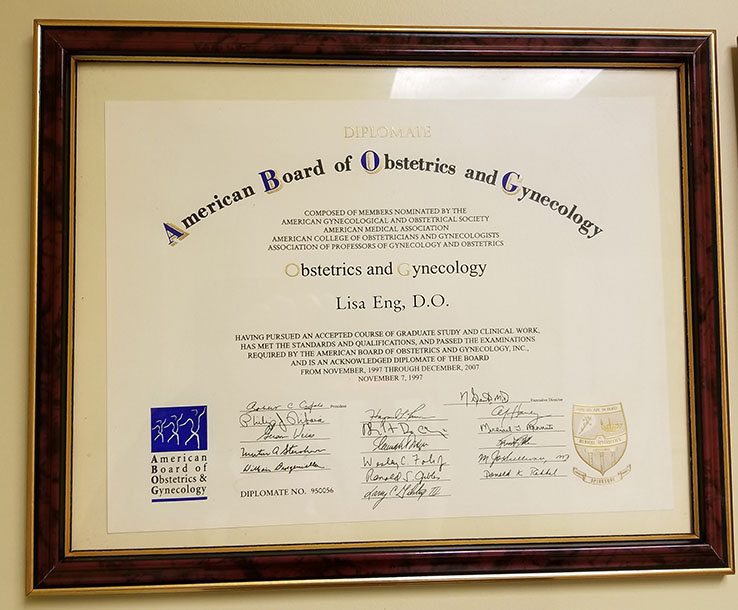 DIPLOMATE
American Board of Obstetrics and Gynecology
COMPOSED OF MEMBERS NOMINATED BY THE
AMERICAN GYNECOLOGICAL AND OBSTETRICAL SOCIETY
AMERICAN MEDICAL ASSOCIATION
AMERICAN COLLEGE OF OBSTETRICIANS AND GYNECOLOGISTS
ASSOCIATION OF PROFESSORS OF GYNECOLOGY AND OBSTETRICS
Obstetrics and Gynecology
Lisa Eng, D.O.
HAVING PURSUED AN ACCEPTED COURSE OF GRADUATE STUDY AND CLINICAL WORK,
HAS MET THE STANDARDS AND QUALIFICATIONS, AND PASSED THE EXAMINATIONS
REQUIRED BY THE AMERICAN BOARD OF OBSTETRICS AND GYNECOLOGY, INC.,
AND IS AN ACKNOWLEDGED DIPLOMATE OF THE BOARD
FROM NOVEMBER, 1997 THROUGH DECEMBER, 2007
NOVEMBER 7, 1997
President
Executive Director
Philip J.
Ronald S. Gibbs
Larry C.
Donald K.
American
Board of
Obstetrics &
Gynecology
DIPLOMATE NO. 950056